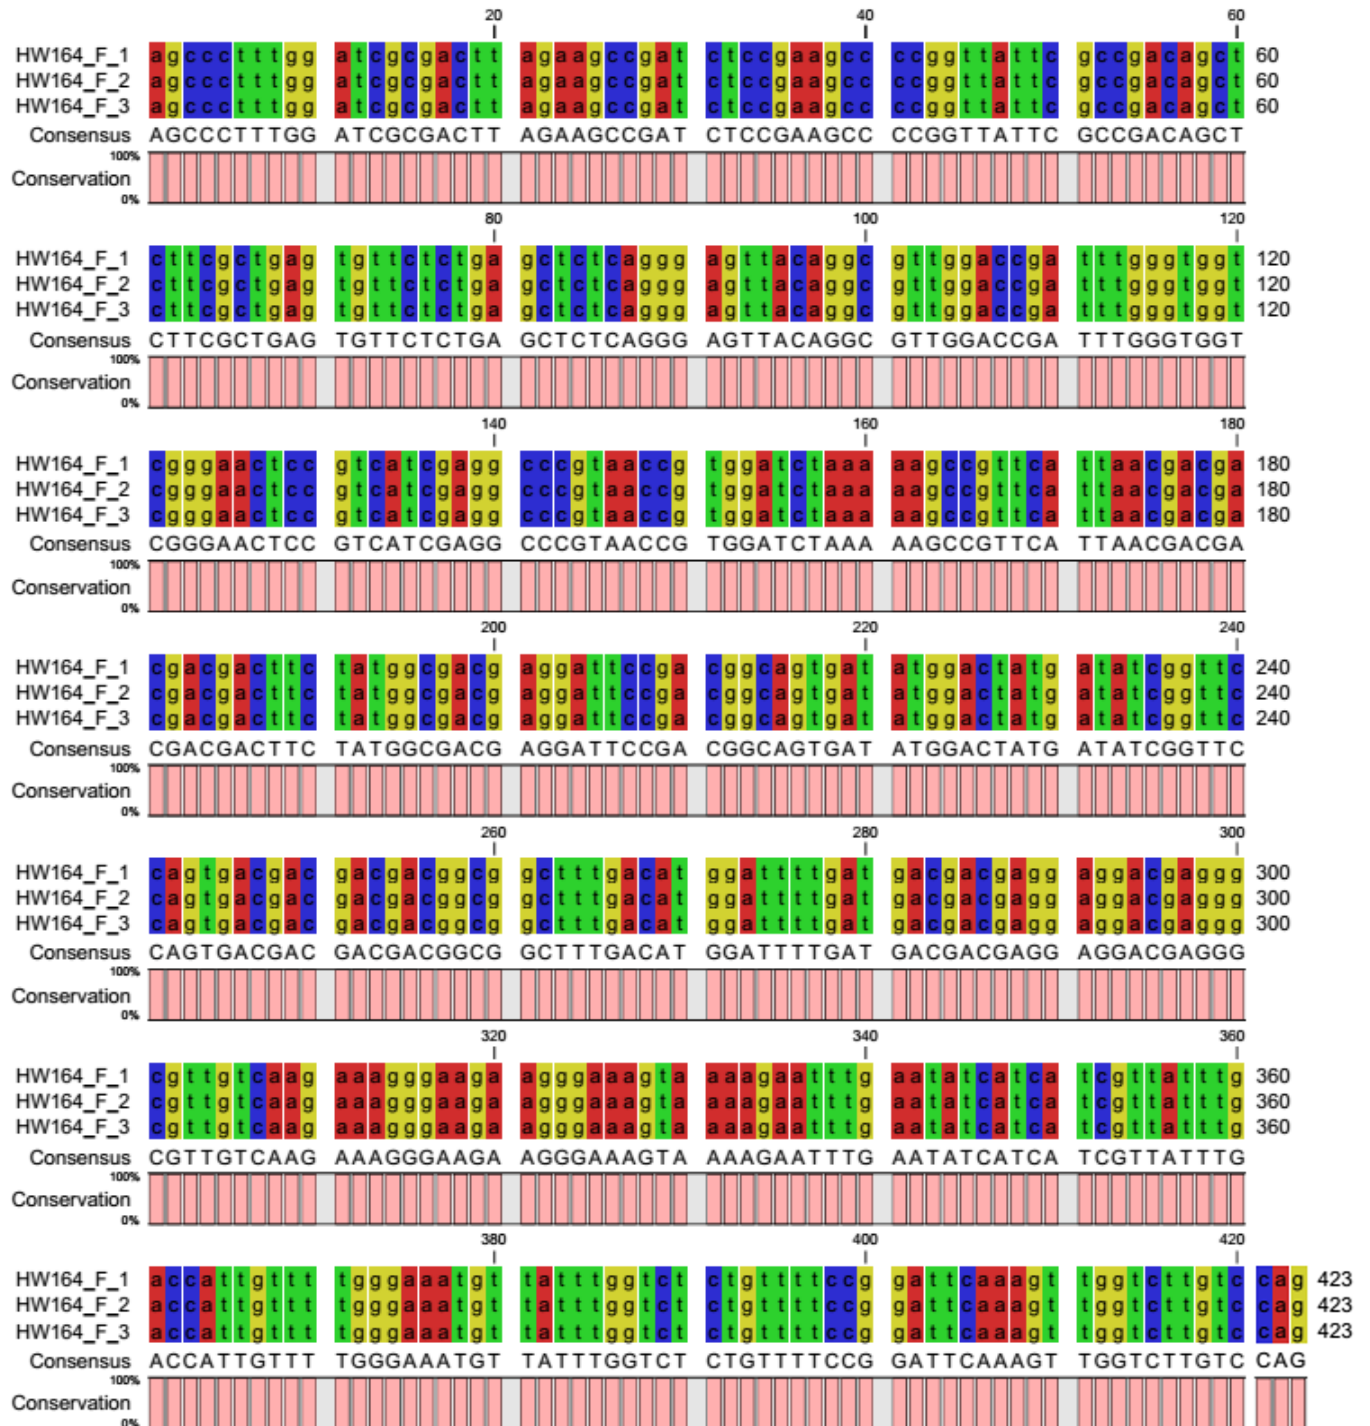 20 40 60
HW164_F_1 agccctttgg atcgcgactt agaagccgat ctccgaagcc ccggttattc gccgacagct 60
HW164_F_2 agccctttgg atcgcgactt agaagccgat ctccgaagcc ccggttattc gccgacagct 60
HW164_F_3 agccctttgg atcgcgactt agaagccgat ctccgaagcc ccggttattc gccgacagct 60
Consensus AGCCCTTTGG ATCGCGACTT AGAAGCCGAT CTCCGAAGCC CCGGTTATTC GCCGACAGCT
100%
Conservation
0%
80 100 120
HW164_F_1 cttcgctgag tgttctctga gctctcaggg agttacaggc gttggaccga tttgggtggt 120
HW164_F_2 cttcgctgag tgttctctga gctctcaggg agttacaggc gttggaccga tttgggtggt 120
HW164_F_3 cttcgctgag tgttctctga gctctcaggg agttacaggc gttggaccga tttgggtggt 120
Consensus CTTCGCTGAG TGTTCTCTGA GCTCTCAGGG AGTTACAGGC GTTGGACCGA TTTGGGTGGT
100%
Conservation
0%
140 160 180
HW164_F_1 cgggaactcc gtcatcgagg cccgtaaccg tggatctaaa aagccgttca ttaacgacga 180
HW164_F_2 cgggaactcc gtcatcgagg cccgtaaccg tggatctaaa aagccgttca ttaacgacga 180
HW164_F_3 cgggaactcc gtcatcgagg cccgtaaccg tggatctaaa aagccgttca ttaacgacga 180
Consensus CGGGAACTCC GTCATCGAGG CCCGTAACCG TGGATCTAAA AAGCCGTTCA TTAACGACGA
100%
Conservation
0%
200 220 240
HW164_F_1 cgacgacttc tatggcgacg aggattccga cggcagtgat atggactatg atatcggttc 240
HW164_F_2 cgacgacttc tatggcgacg aggattccga cggcagtgat atggactatg atatcggttc 240
HW164_F_3 cgacgacttc tatggcgacg aggattccga cggcagtgat atggactatg atatcggttc 240
Consensus CGACGACTTC TATGGCGACG AGGATTCCGA CGGCAGTGAT ATGGACTATG ATATCGGTTC
100%
Conservation
0%
260 280 300
HW164_F_1 cagtgacgac gacgacggcg gctttgacat ggattttgat gacgacgagg aggacgaggg 300
HW164_F_2 cagtgacgac gacgacggcg gctttgacat ggattttgat gacgacgagg aggacgaggg 300
HW164_F_3 cagtgacgac gacgacggcg gctttgacat ggattttgat gacgacgagg aggacgaggg 300
Consensus CAGTGACGAC GACGACGGCG GCTTTGACAT GGATTTTGAT GACGACGAGG AGGACGAGGG
100%
Conservation
0%
320 340 360
HW164_F_1 cgttgtcaag aaagggaaga agggaaagta aaagaatttg aatatcatca tcgttatttg 360
HW164_F_2 cgttgtcaag aaagggaaga agggaaagta aaagaatttg aatatcatca tcgttatttg 360
HW164_F_3 cgttgtcaag aaagggaaga agggaaagta aaagaatttg aatatcatca tcgttatttg 360
Consensus CGTTGTCAAG AAAGGGAAGA AGGGAAAGTA AAAGAATTTG AATATCATCA TCGTTATTTG
100%
Conservation
0%
380 400 420
HW164_F_1 accattgttt tgggaaatgt tatttggtct ctgttttccg gattcaaagt tggtcttgtc cag 423
HW164_F_2 accattgttt tgggaaatgt tatttggtct ctgttttccg gattcaaagt tggtcttgtc cag 423
HW164_F_3 accattgttt tgggaaatgt tatttggtct ctgttttccg gattcaaagt tggtcttgtc cag 423
Consensus ACCATTGTTT TGGGAAATGT TATTTGGTCT CTGTTTTCCG GATTCAAAGT TGGTCTTGTC CAG
100%
Conservation
0%